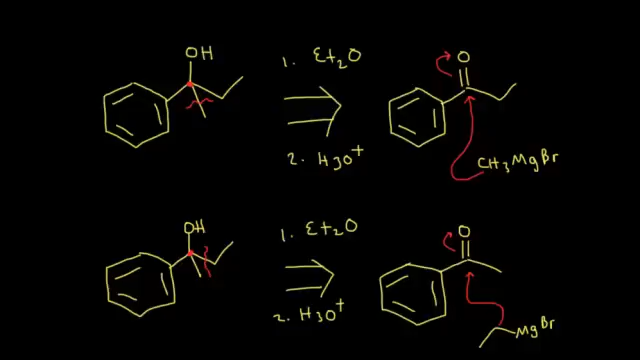 OH
1. Et2O
2. H3O+
O
CH3MgBr
OH
1. Et2O
2. H3O+
O
MgBr